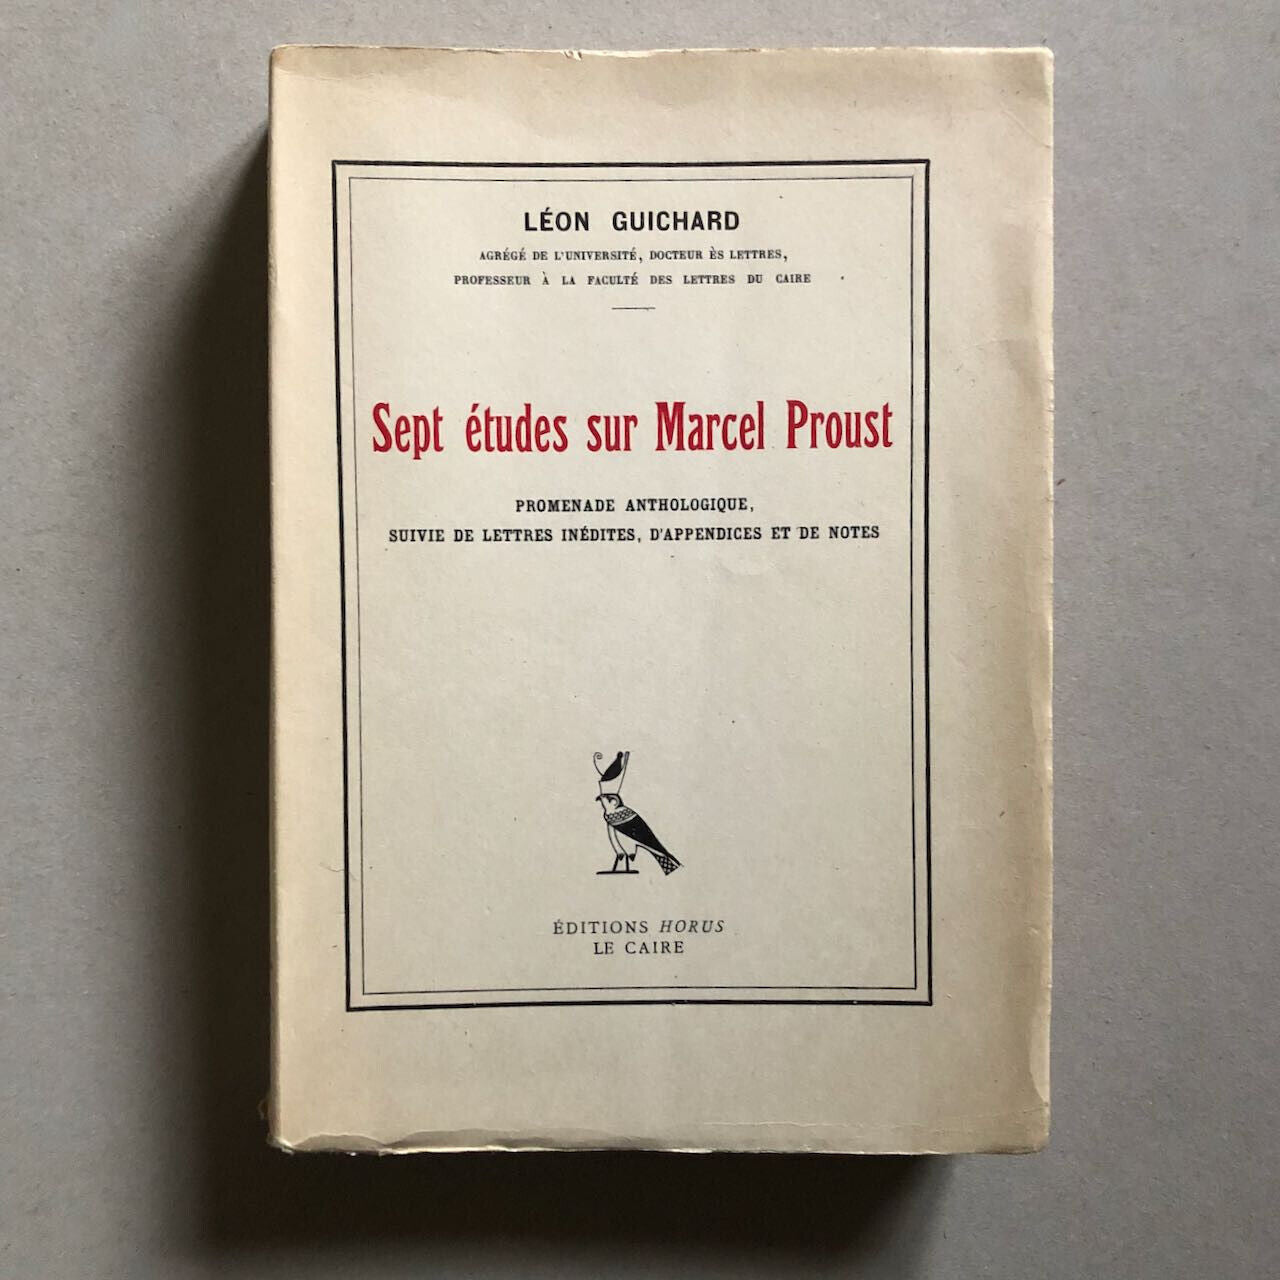 LÉON GUICHARD
AGRÉGÉ DE L'UNIVERSITÉ, DOCTEUR ÈS LETTRES,
PROFESSEUR À LA FACULTÉ DES LETTRES DU CAIRE
Sept études sur Marcel Proust
PROMENADE ANTHOLOGIQUE,
SUIVIE DE LETTRES INÉDITES, D'APPENDICES ET DE NOTES
ÉDITIONS HORUS
LE CAIRE